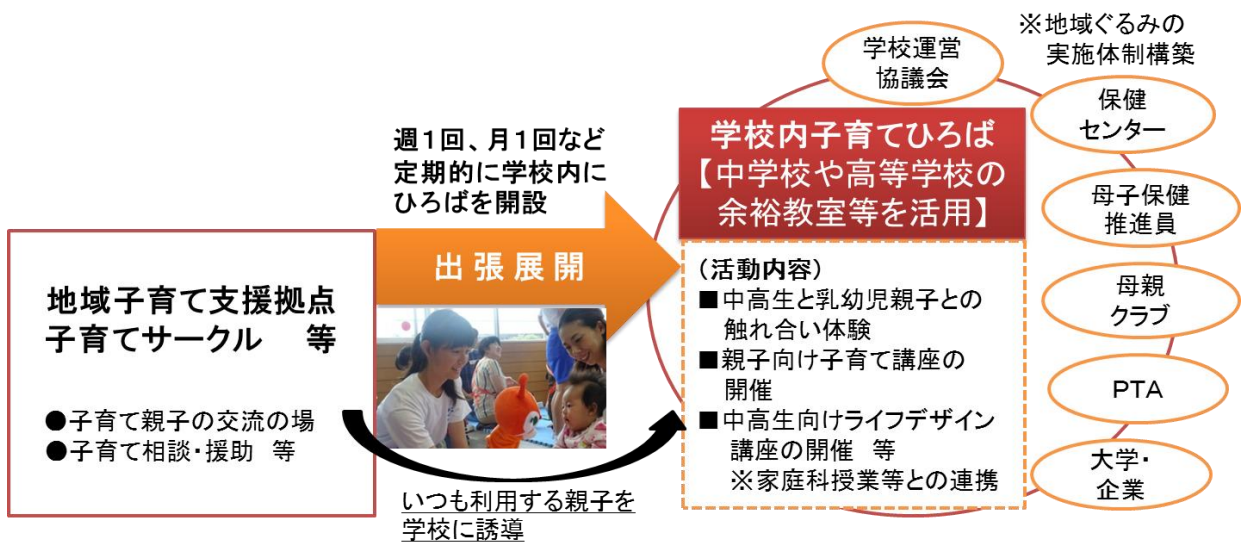 地域子育て支援拠点
子育てサークル 等
●子育て親子の交流の場
●子育て相談・援助 等
週1回、月1回など
定期的に学校内に
ひろばを開設
出張展開
いつも利用する親子を
学校に誘導
学校内子育てひろば
【中学校や高等学校の
余裕教室等を活用】
(活動内容)
■中高生と乳幼児親子との
触れ合い体験
■親子向け子育て講座の
開催
■中高生向けライフデザイン
講座の開催 等
※家庭科授業等との連携
※地域ぐるみの
実施体制構築
学校運営
協議会
保健
センター
母子保健
推進員
母親
クラブ
PTA
大学・
企業